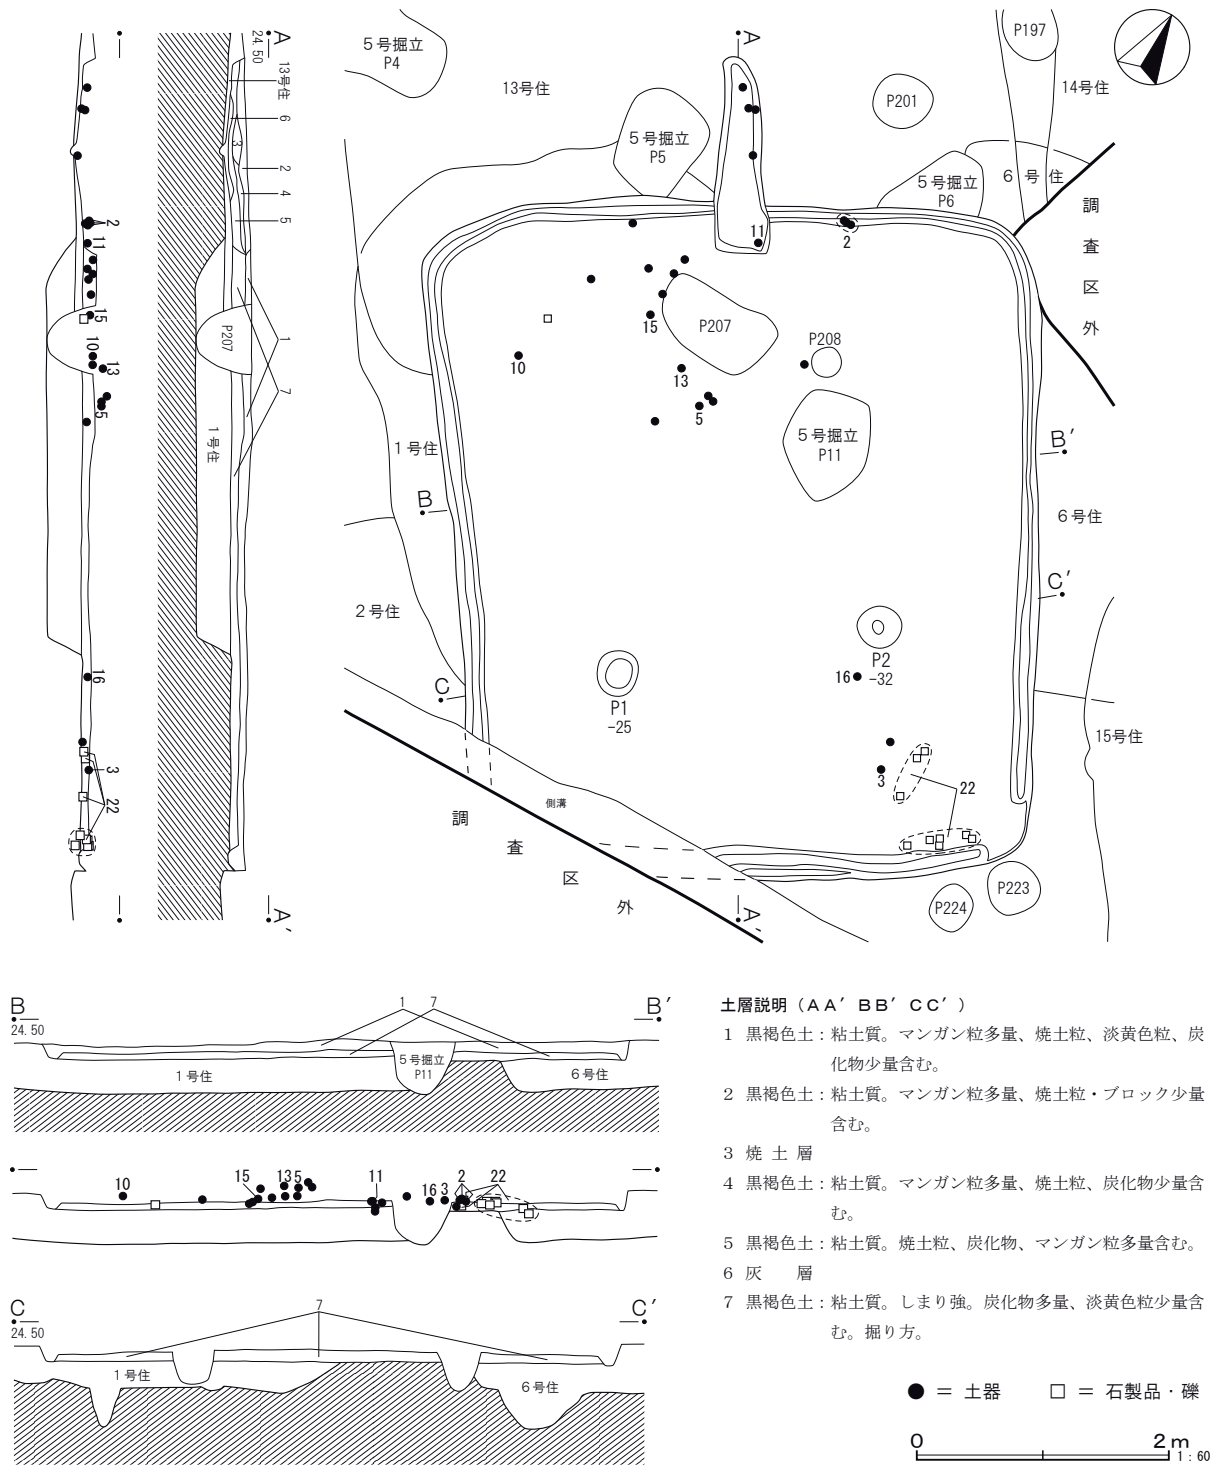 A
24.50
13号住
6
3
2
4
5
1
7
P207
1号住
A′
2
11
15
10
13
5
16
3
22
A
5号掘立
P4
13号住
5号掘立
P5
P197
P201
14号住
5号掘立
P6
6号住
調査区外
11
2
15
P207
P208
10
13
5
5号掘立
P11
1号住
B
B′
6号住
C′
2号住
C
P1
-25
P2
-32
16
15号住
3
22
側溝
調査区外
P223
P224
A′
B
24.50
1
7
B′
1号住
5号掘立
P11
6号住
10
15
13
5
11
16
3
2
22
C
24.50
7
C′
1号住
6号住
土層説明（AA′ BB′ CC′）
1 黒褐色土：粘土質。マンガン粒多量、焼土粒、淡黄色粒、炭
化物少量含む。
2 黒褐色土：粘土質。マンガン粒多量、焼土粒・ブロック少量
含む。
3 焼土層
4 黒褐色土：粘土質。マンガン粒多量、焼土粒、炭化物少量含
む。
5 黒褐色土：粘土質。焼土粒、炭化物、マンガン粒多量含む。
6 灰　層
7 黒褐色土：粘土質。しまり強。炭化物多量、淡黄色粒少量含
む。掘り方。
● ＝ 土器　□ ＝ 石製品・礫
0 2m
1：60